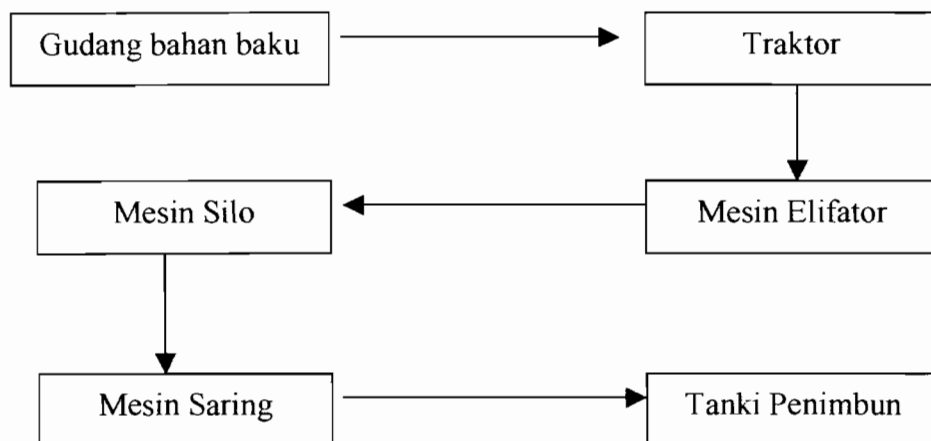 Gudang bahan baku
Traktor
Mesin Silo
Mesin Elifator
Mesin Saring
Tanki Penimbun